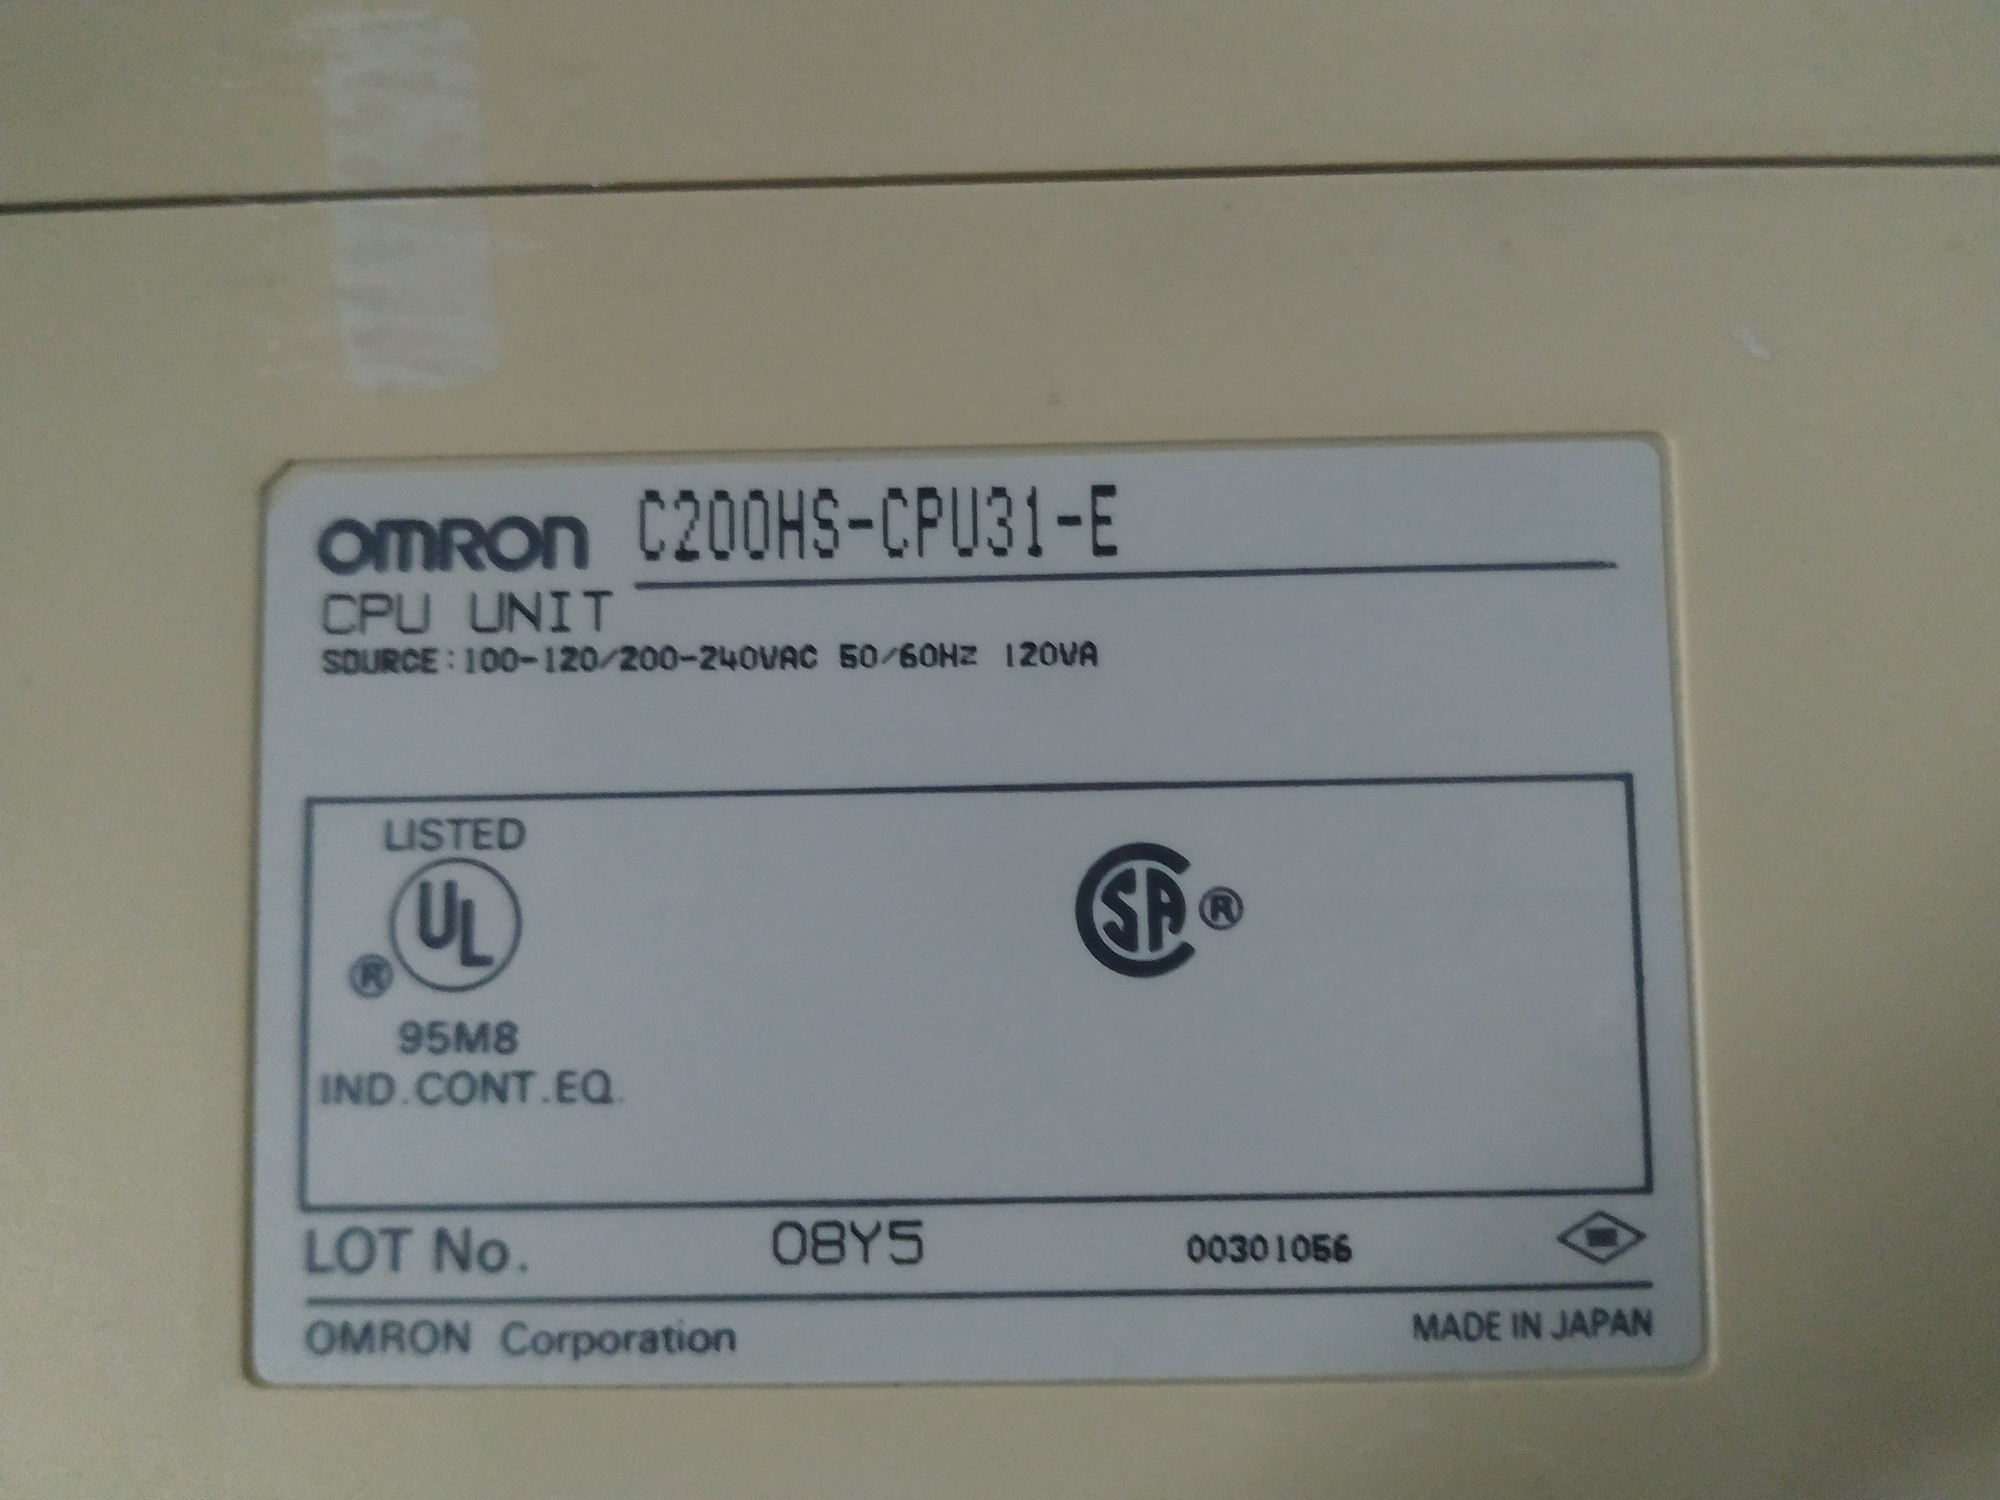 OMRON C200HS-CPU31-E
CPU UNIT
SOURCE:100-120/200-240VAC 50/60Hz 120VA
LISTED
UL
®
SA ®
95M8
IND.CONT.EQ.
LOT No. 08Y5 00301056
OMRON Corporation MADE IN JAPAN